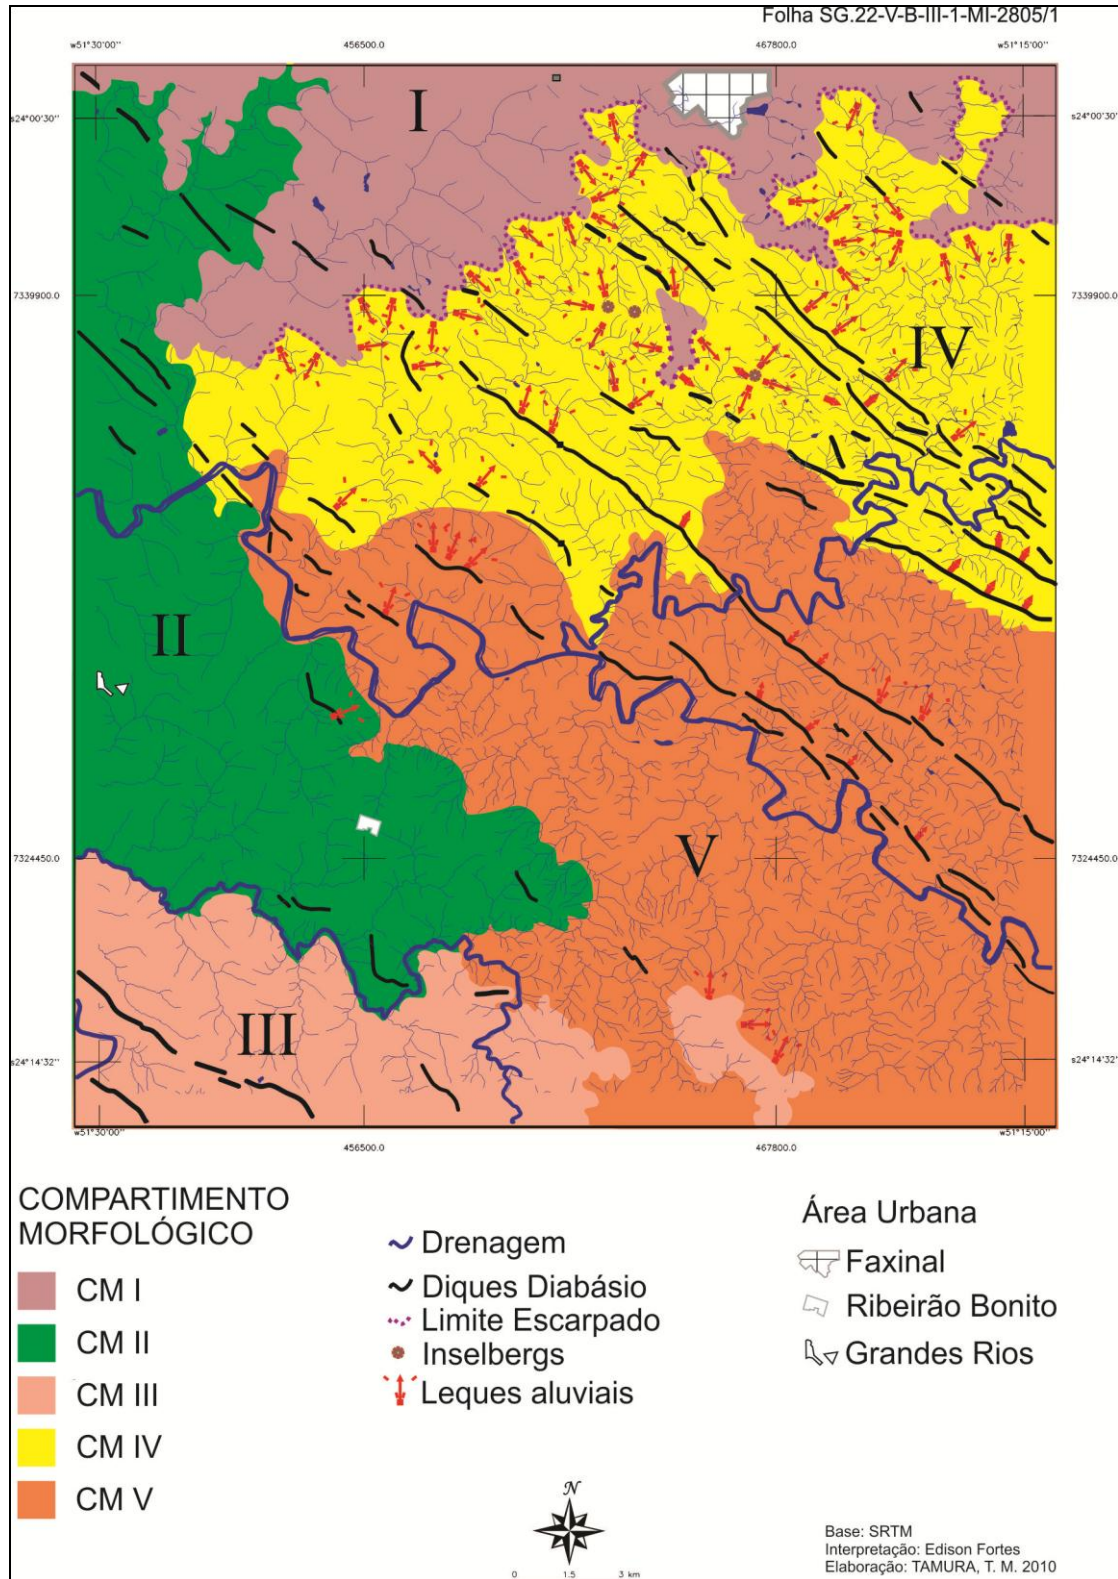 Folha SG.22-V-B-III-1-MI-2805/1
w51°30'00'' 456500.0 467800.0 w51°15'00''
s24°00'30'' s24°00'30''
I
7339900.0 7339900.0
IV
II
V
7324450.0 7324450.0
III
s24°14'32'' s24°14'32''
w51°30'00'' 456500.0 467800.0 w51°15'00''
COMPARTIMENTO
MORFOLÓGICO
CM I
CM II
CM III
CM IV
CM V
Drenagem
Diques Diabásio
Limite Escarpado
Inselbergs
Leques aluviais
Área Urbana
Faxinal
Ribeirão Bonito
Grandes Rios
N
0 1.5 3 km
Base: SRTM
Interpretação: Edison Fortes
Elaboração: TAMURA, T. M. 2010